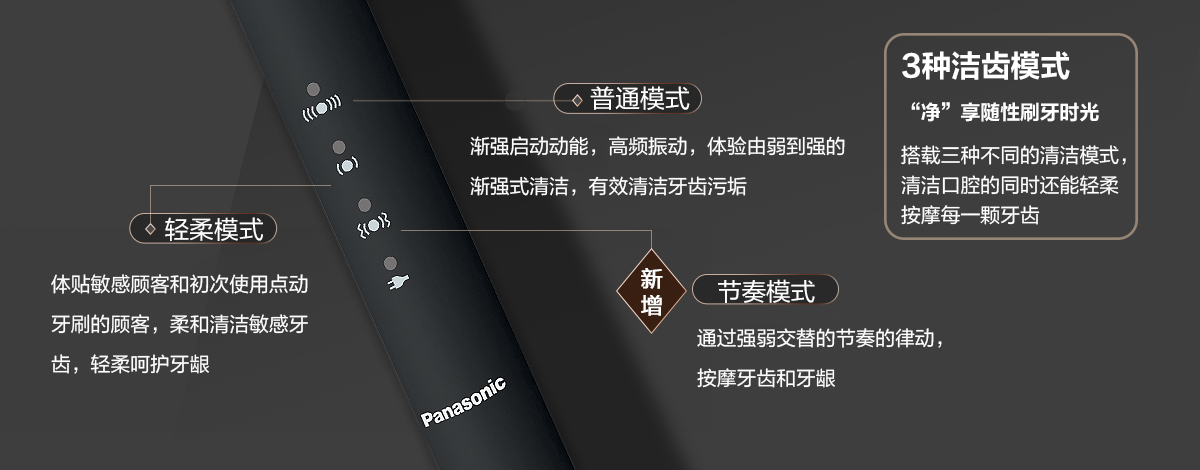 普通模式
渐强启动动能，高频振动，体验由弱到强的
渐强式清洁，有效清洁牙齿污垢
3种洁齿模式
“净”享随性刷牙时光
搭载三种不同的清洁模式，
清洁口腔的同时还能轻柔
按摩每一颗牙齿
轻柔模式
体贴敏感顾客和初次使用点动
牙刷的顾客，柔和清洁敏感牙
齿，轻柔呵护牙龈
新
增
节奏模式
通过强弱交替的节奏的律动，
按摩牙齿和牙龈
Panasonic